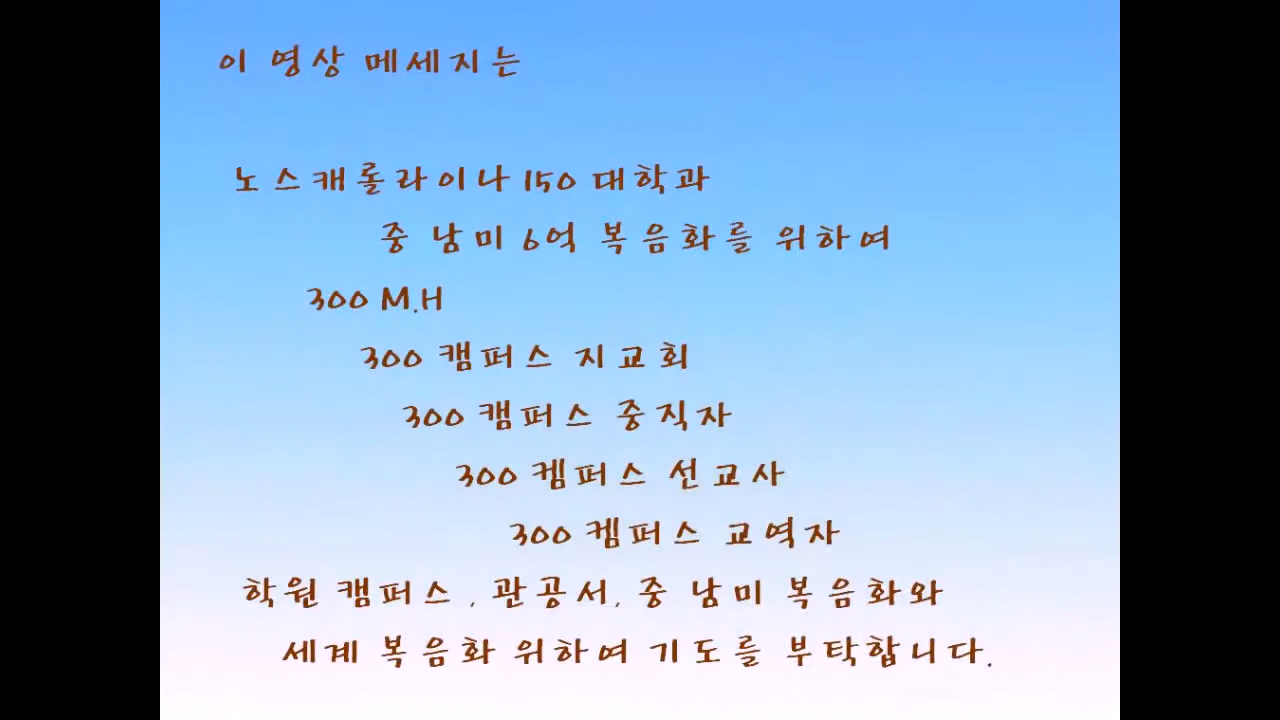 이 영상 메세지는
노스캐롤라이나 150 대학과
중 남미 6억 복음화를 위하여
300 M.H
300 캠퍼스 지교회
300 캠퍼스 중직자
300 켐퍼스 선교사
300 켐퍼스 교역자
학원 캠퍼스 . 관공서. 중 남미 복음화와
세계 복음화 위하여 기도를 부탁합니다.